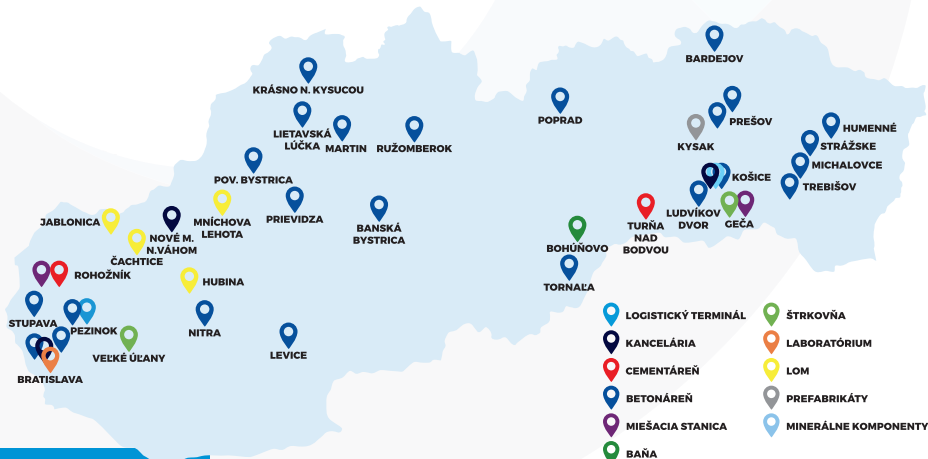 BARDEJOV
KRÁSNO N. KYSUCOU
POPRAD
PREŠOV
LIETAVSKÁ
LÚČKA
MARTIN
RUŽOMBEROK
KYSAK
HUMENNÉ
STRÁŽSKE
MICHALOVCE
POV. BYSTRICA
KOŠICE
TREBIŠOV
PRIEVIDZA
JABLONICA
MNÍCHOVA
LEHOTA
BANSKÁ
BYSTRICA
LUDVÍKOV
DVOR
GEČA
TURŇA
NAD
BODVOU
NOVÉ M.
N.VÁHOM
ČACHTICE
BOHÚŇOVO
ROHOŽNÍK
HUBINA
TORNAĽA
STUPAVA
PEZINOK
NITRA
VEĽKÉ ÚĽANY
LEVICE
BRATISLAVA
LOGISTICKÝ TERMINÁL
KANCELÁRIA
CEMENTÁREŇ
BETONÁREŇ
MIEŠACIA STANICA
BAŇA
ŠTRKOVŇA
LABORATÓRIUM
LOM
PREFABRIKÁTY
MINERÁLNE KOMPONENTY